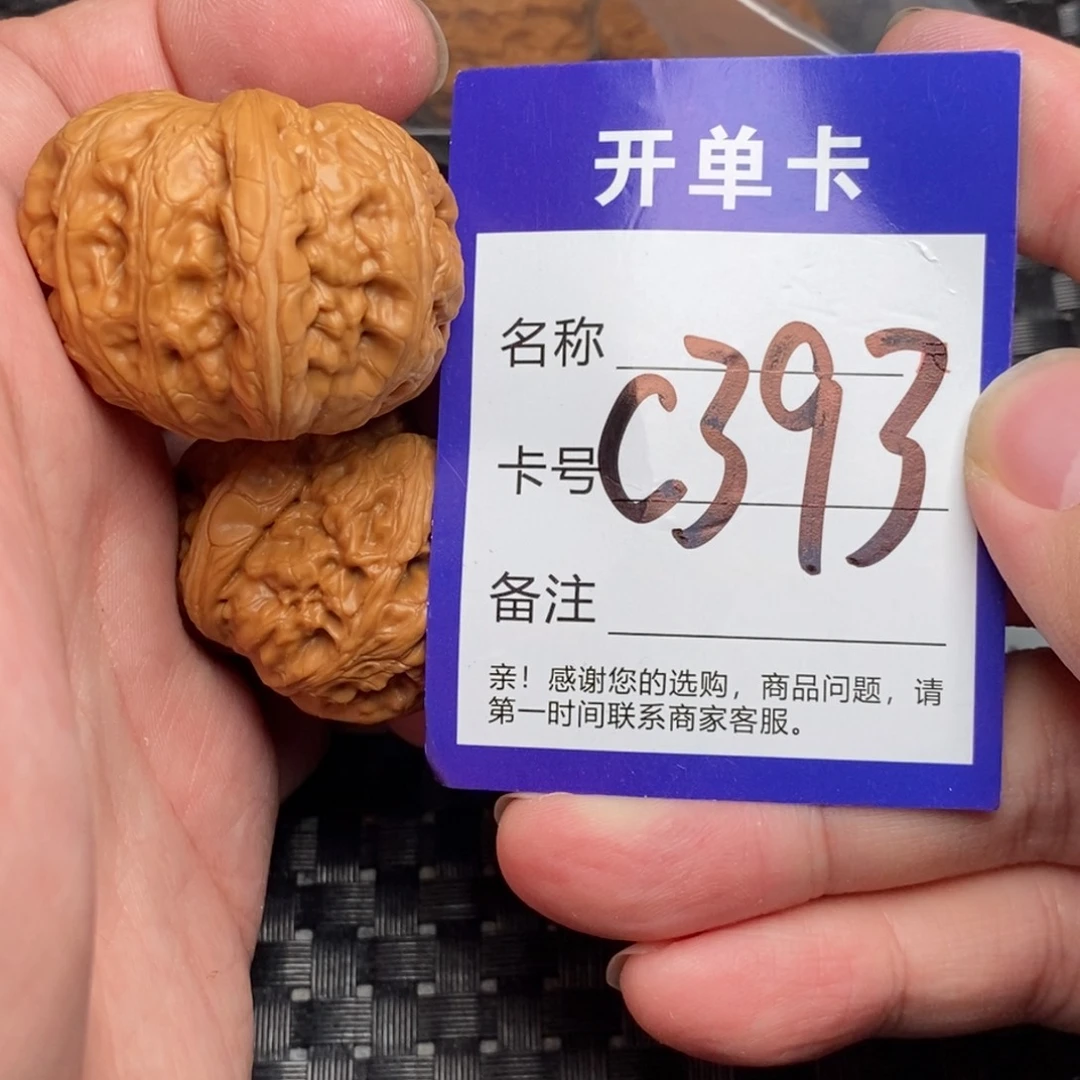 开单卡
名称
c393
卡号
备注
亲！感谢您的选购，商品问题，请
第一时间联系商家客服。